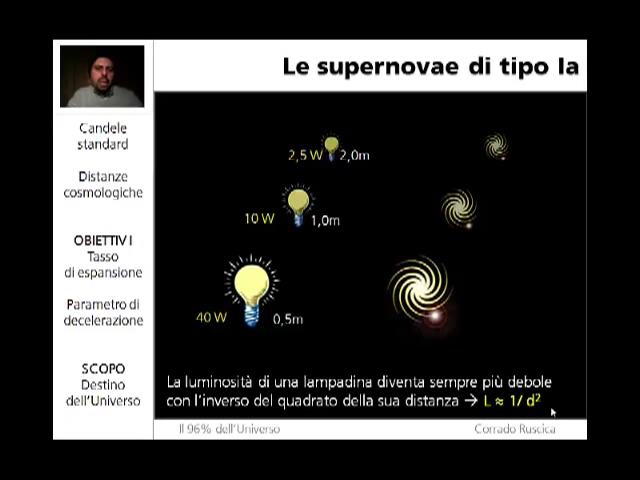 Le supernovae di tipo Ia
Candele
standard
Distanze
cosmologiche
OBIETTIVI
Tasso
di espansione
Parametro di
decelerazione
SCOPO
Destino
dell'Universo
2,5 W 2,0m
10 W 1,0m
40 W 0,5m
La luminosità di una lampadina diventa sempre più debole
con l'inverso del quadrato della sua distanza → L ≈ 1/ d²
Il 96% dell'Universo Corrado Ruscica